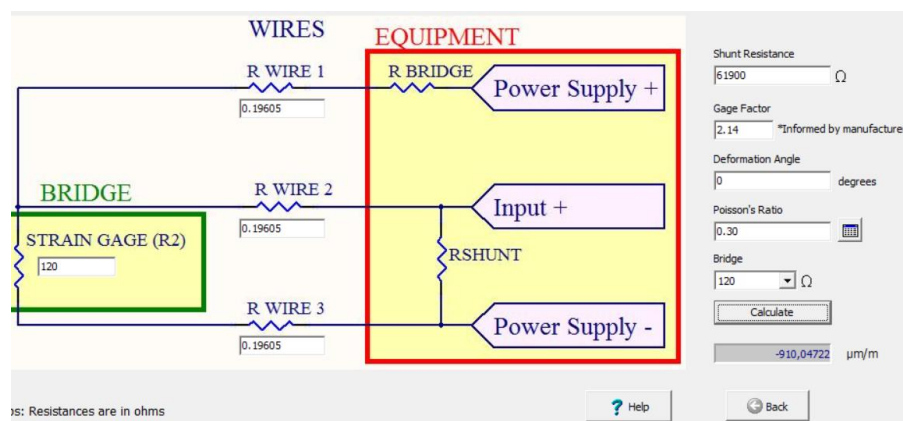 WIRES
EQUIPMENT
R WIRE 1
0.19605
R BRIDGE
Power Supply +
BRIDGE
STRAIN GAGE (R2)
120
R WIRE 2
0.19605
Input +
RSHUNT
R WIRE 3
0.19605
Power Supply -
Shunt Resistance
61900 Ω
Gage Factor
2.14 *Informed by manufacture
Deformation Angle
0 degrees
Poisson's Ratio
0.30
Bridge
120 Ω
Calculate
-910,04722 µm/m
os: Resistances are in ohms
? Help
Back